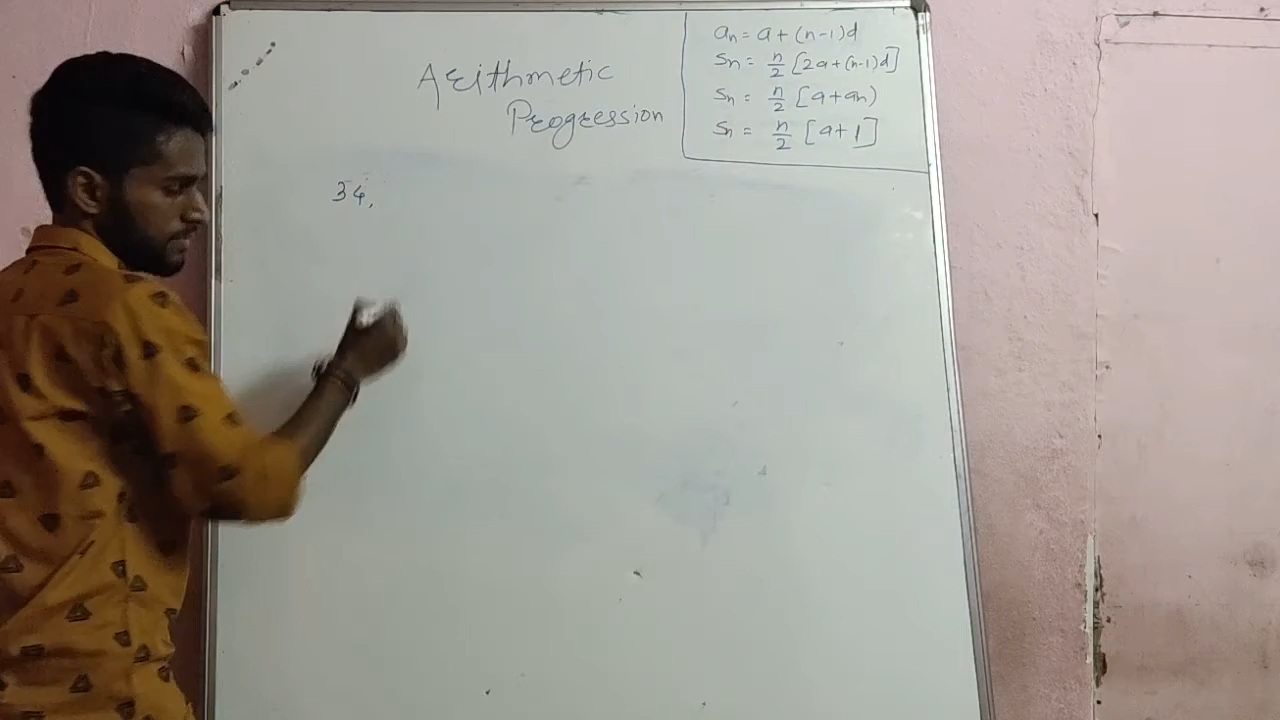 Arithmetic
Progression
an = a + (n-1)d
Sn = n/2 [2a+(n-1)d]
Sn = n/2 [a+an)
Sn = n/2 [a+l]
34,